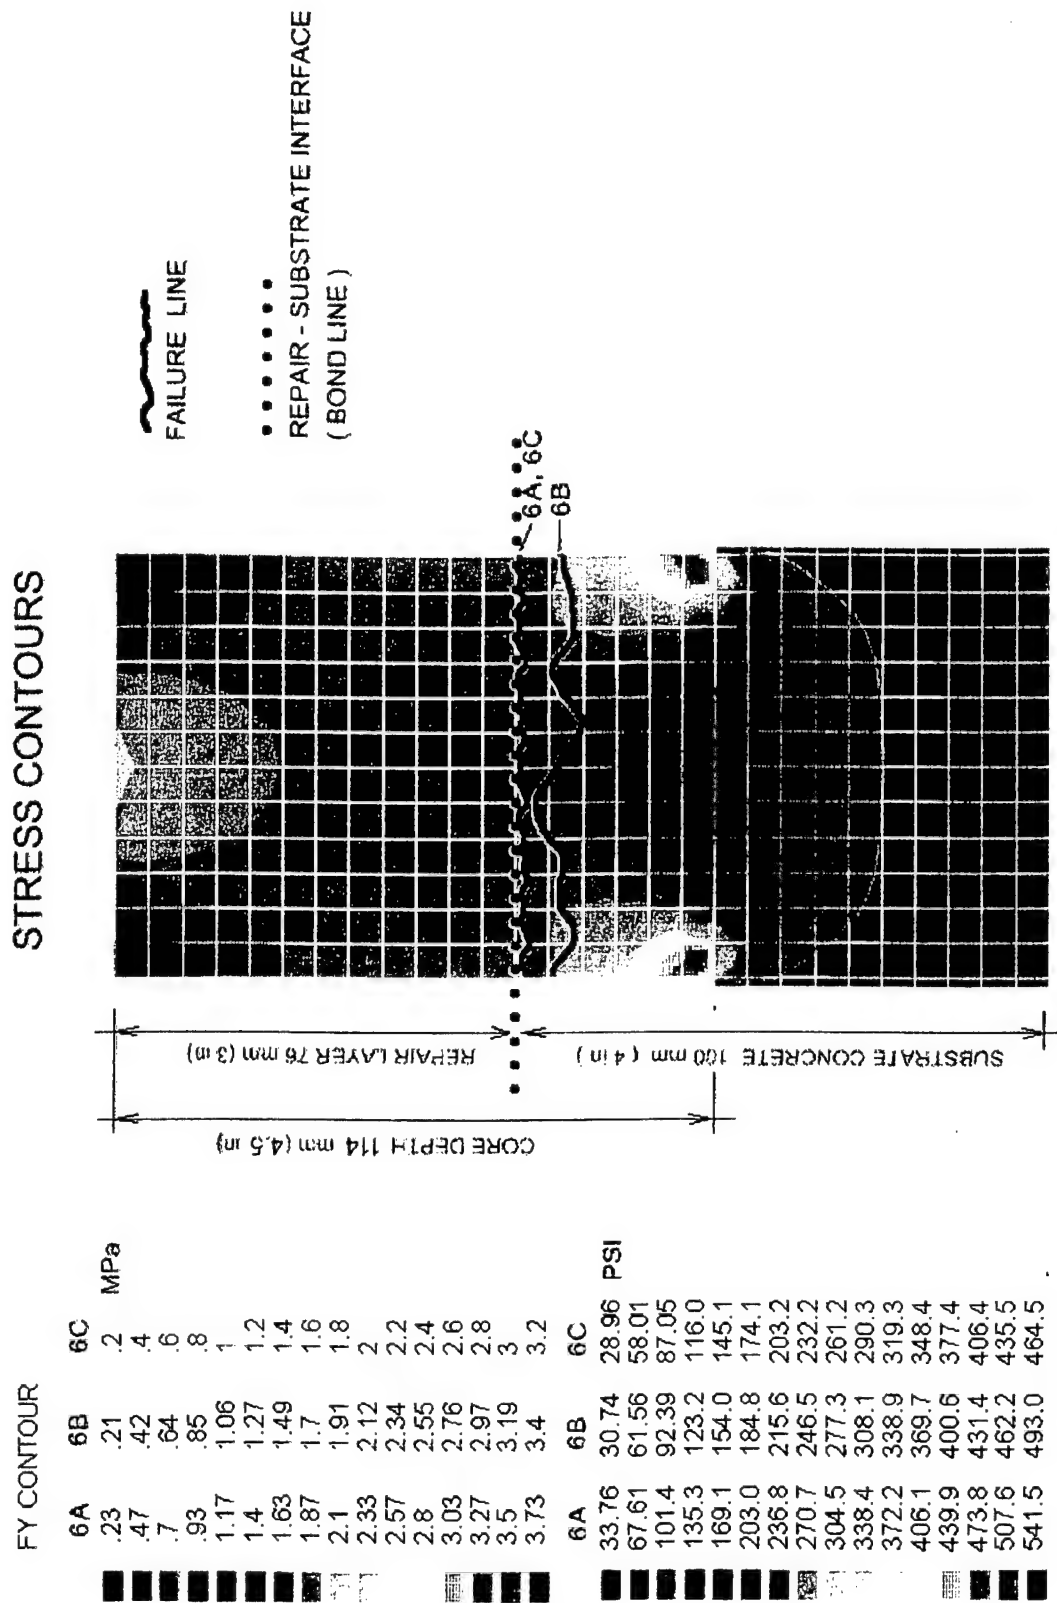 STRESS CONTOURS
FY CONTOUR
6A 6B 6C
.23 .21 .2 MPa
.47 .42 .4
.7 .64 .6
.93 .85 .8
1.17 1.06 1
1.4 1.27 1.2
1.63 1.49 1.4
1.87 1.7 1.6
2.1 1.91 1.8
2.33 2.12 2
2.57 2.34 2.2
2.8 2.55 2.4
3.03 2.76 2.6
3.27 2.97 2.8
3.5 3.19 3
3.73 3.4 3.2
6A 6B 6C
33.76 30.74 28.96 PSI
67.61 61.56 58.01
101.4 92.39 87.05
135.3 123.2 116.0
169.1 154.0 145.1
203.0 184.8 174.1
236.8 215.6 203.2
270.7 246.5 232.2
304.5 277.3 261.2
338.4 308.1 290.3
372.2 338.9 319.3
406.1 369.7 348.4
439.9 400.6 377.4
473.8 431.4 406.4
507.6 462.2 435.5
541.5 493.0 464.5
CORE DEPTH 114 mm (4.5 in)
REPAIR LAYER 76 mm (3 in)
SUBSTRATE CONCRETE 100 mm ( 4 in )
6A, 6C
6B
FAILURE LINE
REPAIR - SUBSTRATE INTERFACE
( BOND LINE )